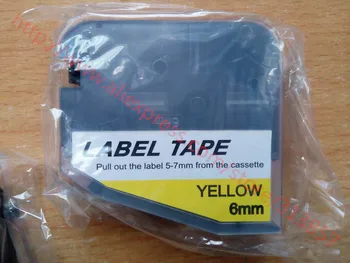 LABEL TAPE
Pull out the label 5-7mm from the cassette
YELLOW
6mm